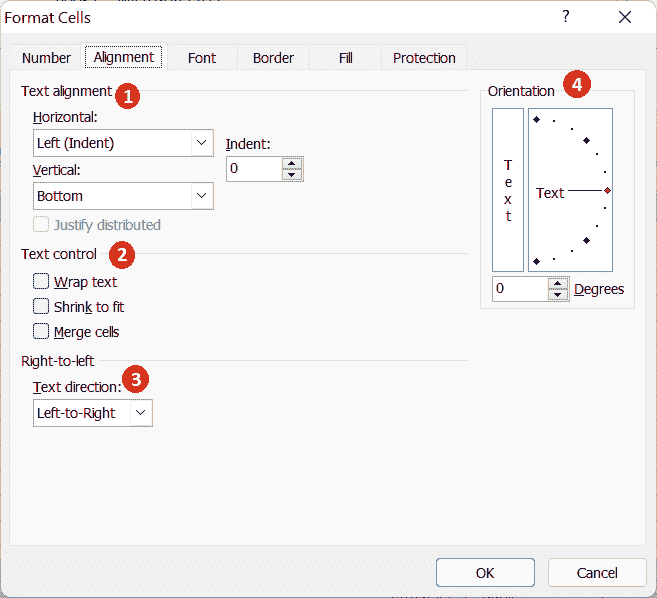 Format Cells
?
Number Alignment Font Border Fill Protection
Text alignment 1
Horizontal:
Left (Indent)
Indent:
0
Vertical:
Bottom
Justify distributed
Text control 2
Wrap text
Shrink to fit
Merge cells
Right-to-left
Text direction: 3
Left-to-Right
Orientation 4
T
e
x
t
Text
0 Degrees
OK Cancel